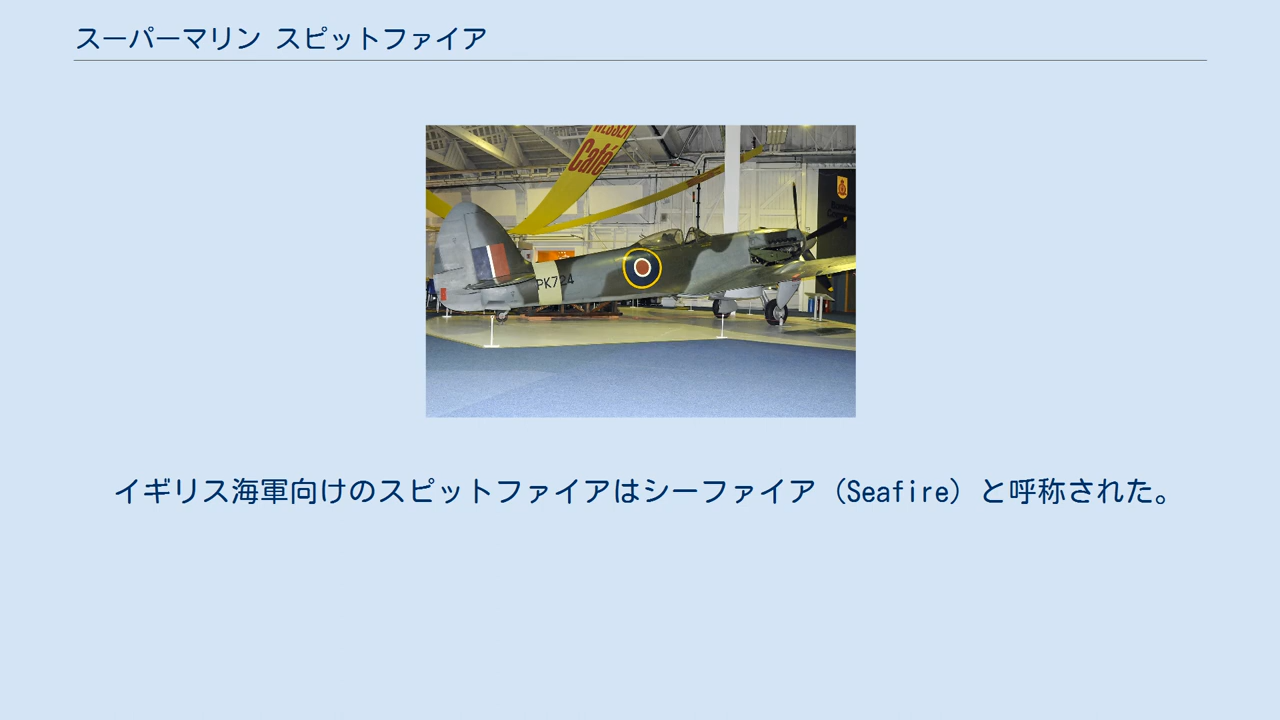 スーパーマリン スピットファイア
WESSEX
Café
PK724
イギリス海軍向けのスピットファイアはシーファイア（Seafire）と呼称された。